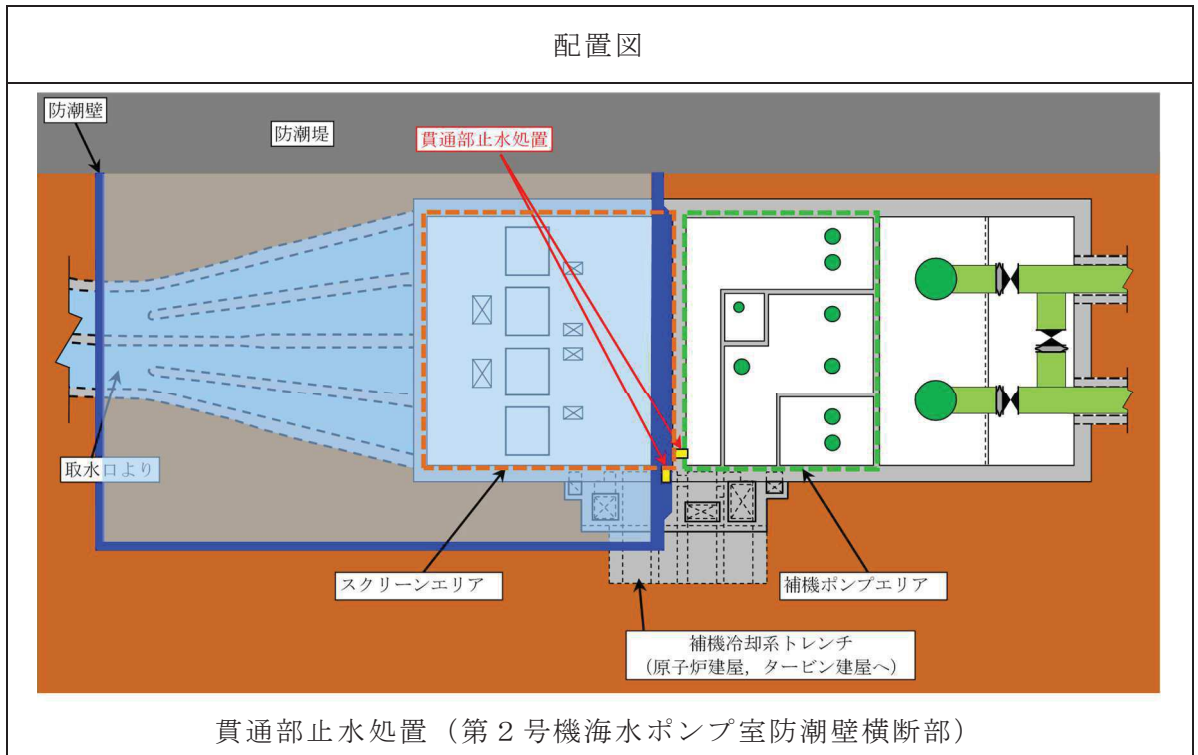 配置図
防潮壁
防潮堤
貫通部止水処置
取水口より
スクリーンエリア
補機ポンプエリア
補機冷却系トレンチ
(原子炉建屋，タービン建屋へ)
貫通部止水処置（第２号機海水ポンプ室防潮壁横断部）